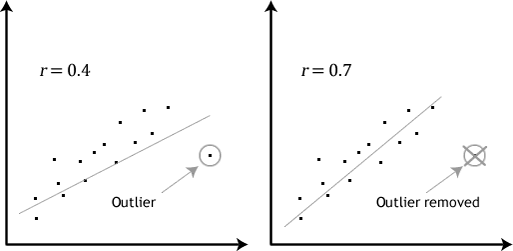 r = 0.4
Outlier
r = 0.7
Outlier removed